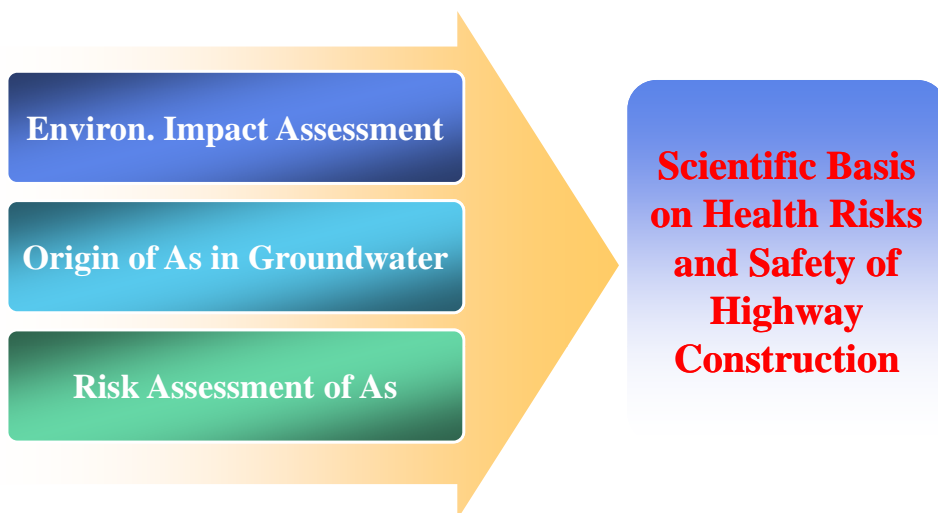 Environ. Impact Assessment
Origin of As in Groundwater
Risk Assessment of As
Scientific Basis
on Health Risks
and Safety of
Highway
Construction